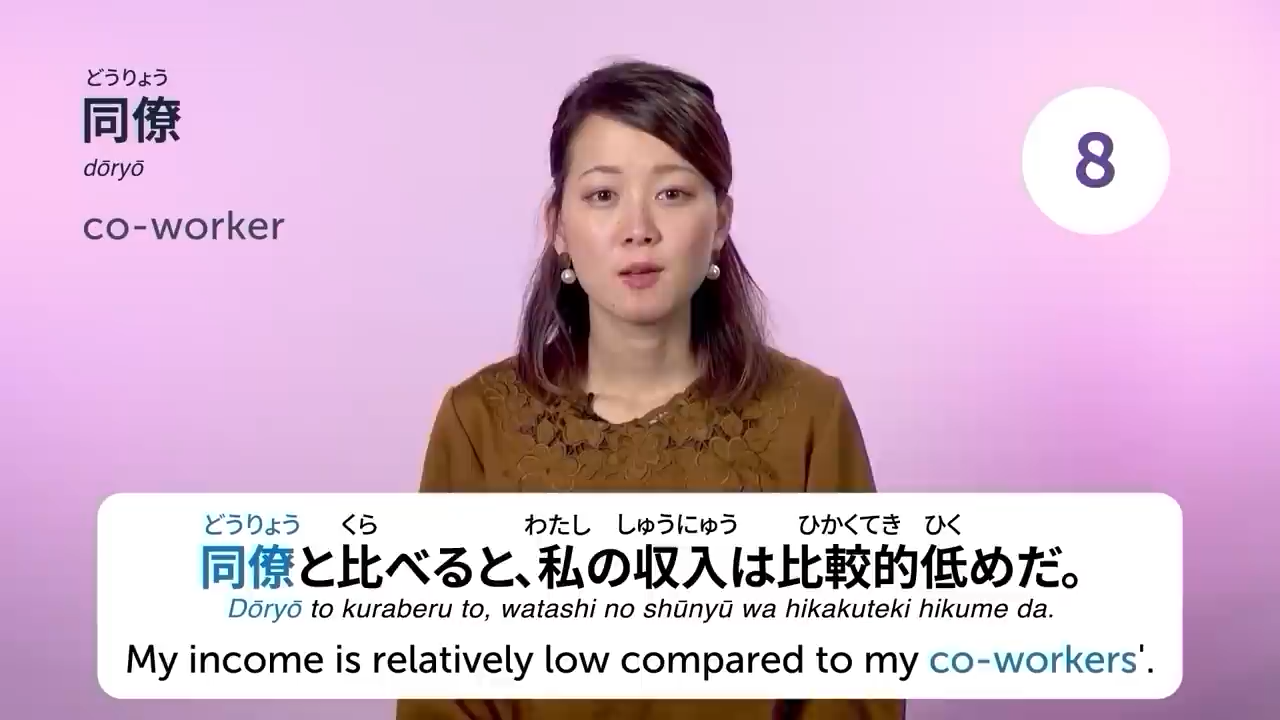 どうりょう
同僚
dōryō
co-worker
8
どうりょう くら わたし しゅうにゅう ひかくてき ひく
同僚と比べると、私の収入は比較的低めだ。
Dōryō to kuraberu to, watashi no shūnyū wa hikakuteki hikume da.
My income is relatively low compared to my co-workers'.